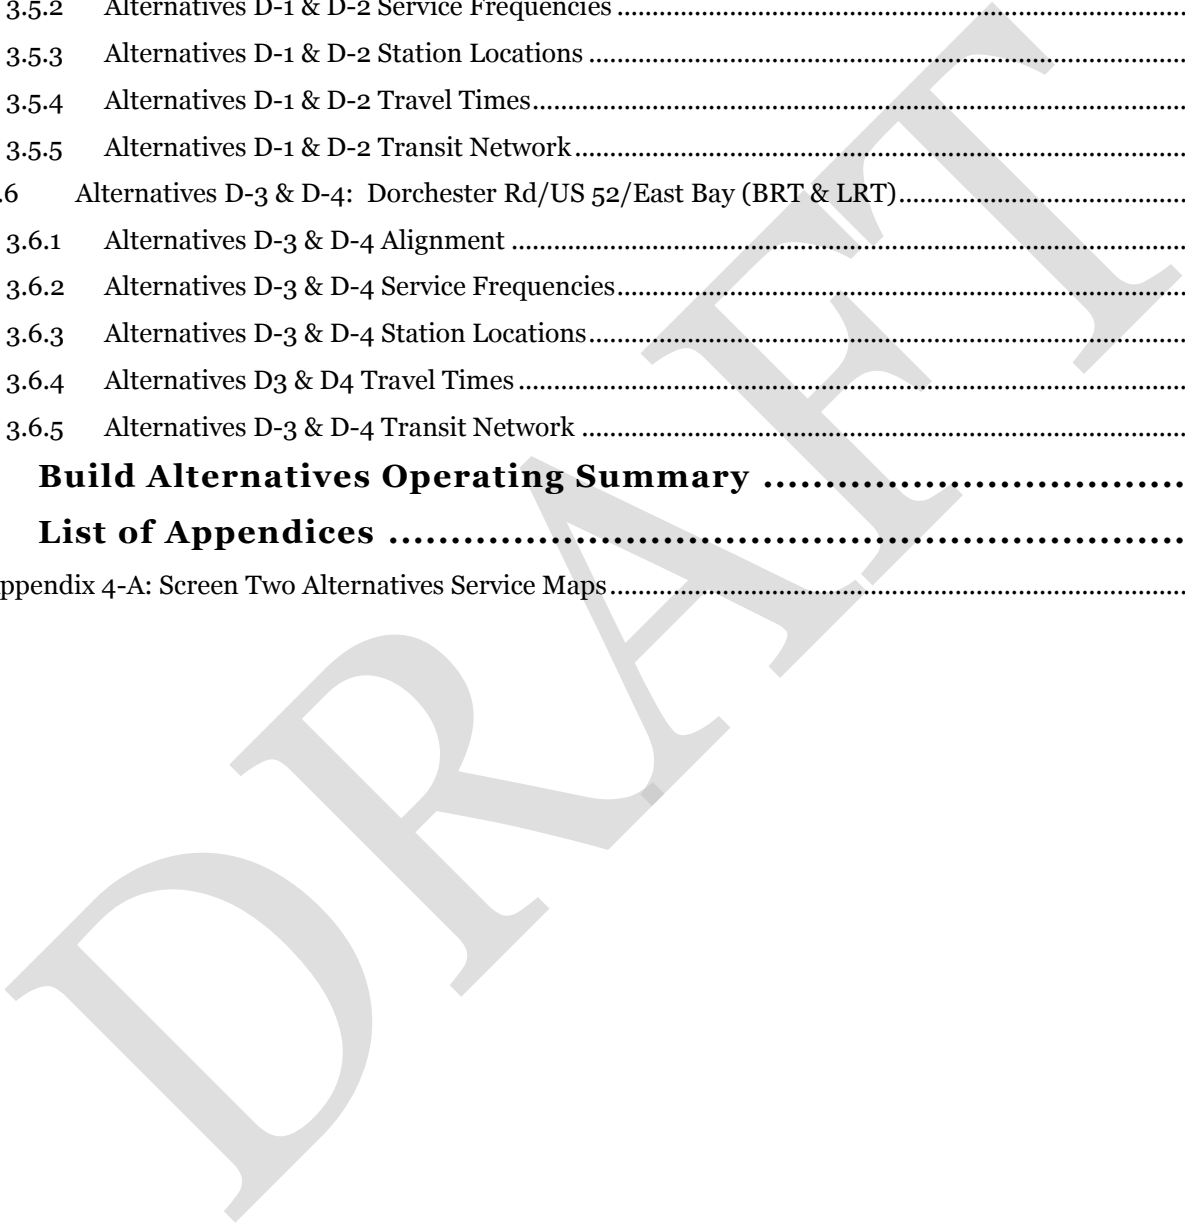 3.5.2 Alternatives D-1 & D-2 Service Frequencies ........................................................................
3.5.3 Alternatives D-1 & D-2 Station Locations ........................................................................
3.5.4 Alternatives D-1 & D-2 Travel Times ........................................................................
3.5.5 Alternatives D-1 & D-2 Transit Network ........................................................................
.6 Alternatives D-3 & D-4: Dorchester Rd/US 52/East Bay (BRT & LRT) ........................................
3.6.1 Alternatives D-3 & D-4 Alignment ........................................................................
3.6.2 Alternatives D-3 & D-4 Service Frequencies ........................................................................
3.6.3 Alternatives D-3 & D-4 Station Locations ........................................................................
3.6.4 Alternatives D3 & D4 Travel Times ........................................................................
3.6.5 Alternatives D-3 & D-4 Transit Network ........................................................................
Build Alternatives Operating Summary ..................................
List of Appendices ................................................................
ppendix 4-A: Screen Two Alternatives Service Maps ........................................................................
DRAFT